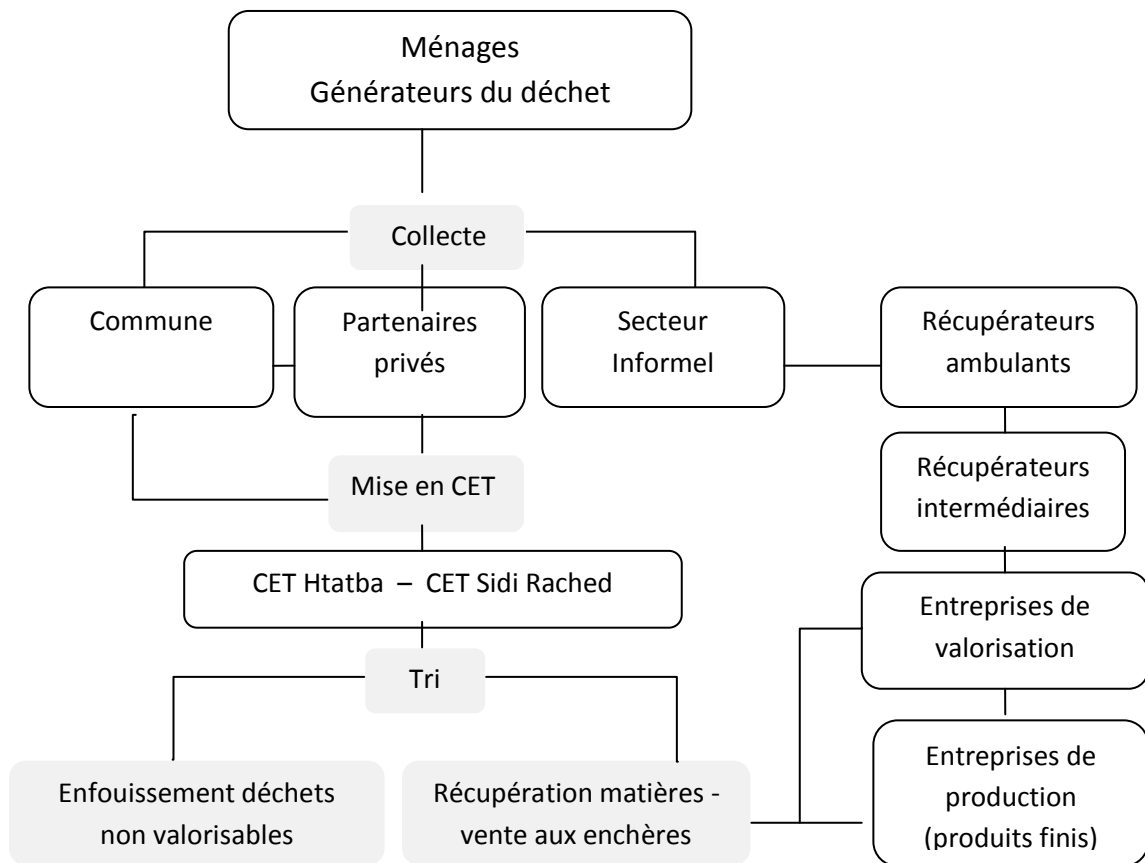 Ménages
Générateurs du déchet
Collecte
Commune
Partenaires
privés
Secteur
Informel
Récupérateurs
ambulants
Récupérateurs
intermédiaires
Mise en CET
CET Htatba – CET Sidi Rached
Entreprises de
valorisation
Tri
Enfouissement déchets
non valorisables
Récupération matières -
vente aux enchères
Entreprises de
production
(produits finis)